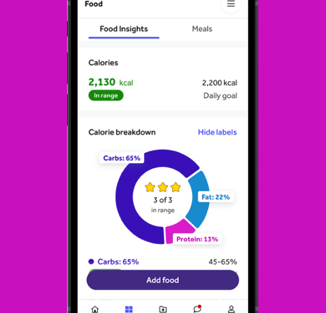 Food
Food Insights
Meals
Calories
2,130 kcal
2,200 kcal
In range
Daily goal
Calorie breakdown
Hide labels
Carbs: 65%
3 of 3
in range
Fat: 22%
Protein: 13%
Carbs: 65%
45-65%
Add food